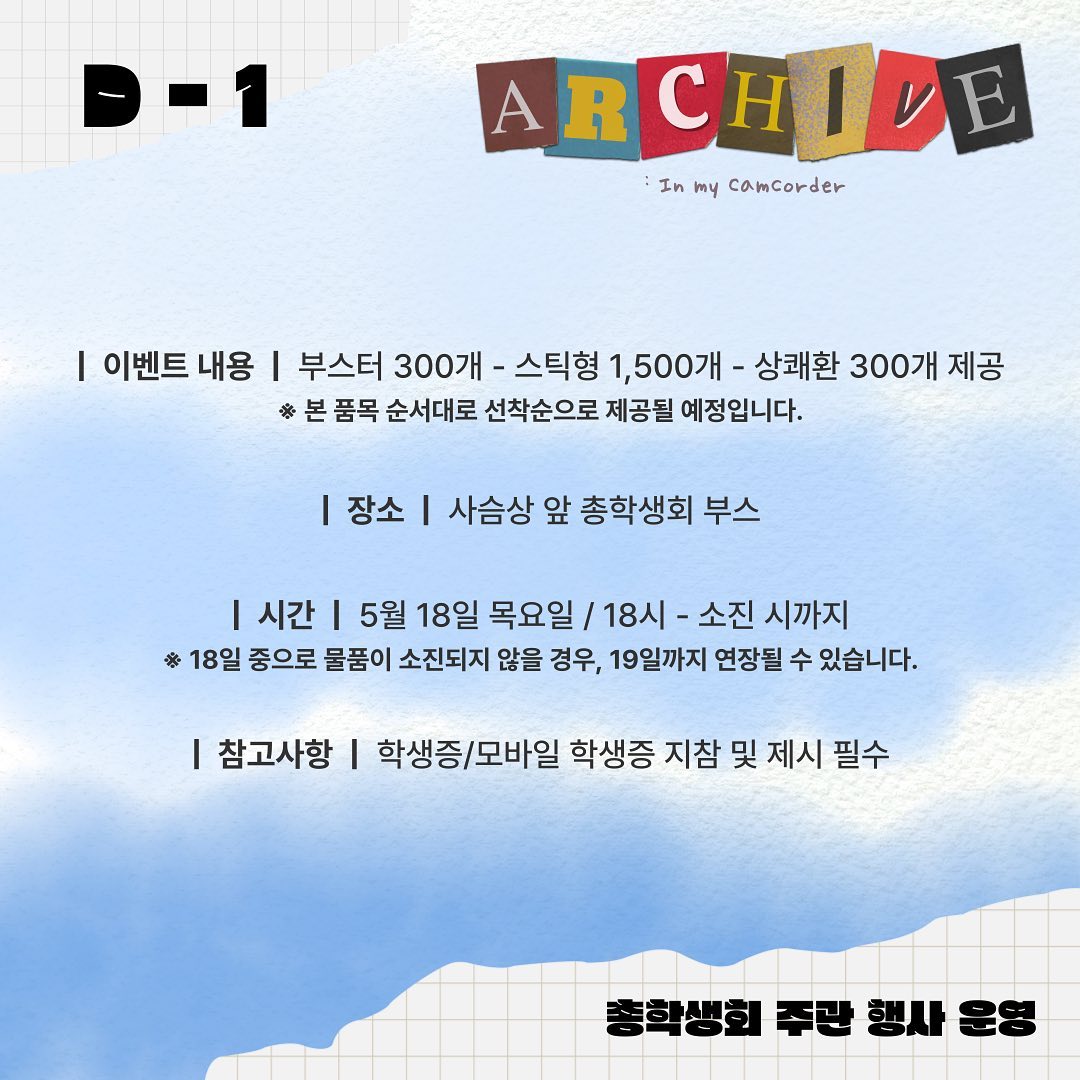 D - 1
ARCHIVE
: In my camcorder
| 이벤트 내용 | 부스터 300개 - 스틱형 1,500개 - 상쾌환 300개 제공
※ 본 품목 순서대로 선착순으로 제공될 예정입니다.
| 장소 | 사슴상 앞 총학생회 부스
| 시간 | 5월 18일 목요일 / 18시 - 소진 시까지
※ 18일 중으로 물품이 소진되지 않을 경우, 19일까지 연장될 수 있습니다.
| 참고사항 | 학생증/모바일 학생증 지참 및 제시 필수
총학생회 주관 행사 운영